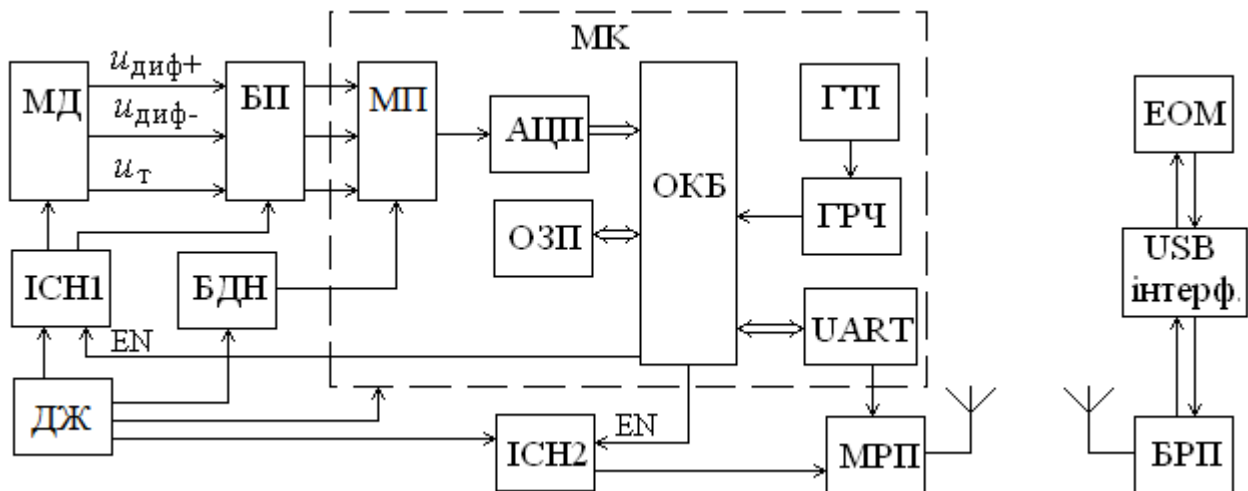 МК
МД
uдиф+
uдиф-
uт
БП
МП
АЦП
ОЗП
ОКБ
ГТІ
ГРЧ
UART
ЕОМ
USB
інтерф.
ІСН1
БДН
EN
ДЖ
ІСН2
EN
МРП
БРП